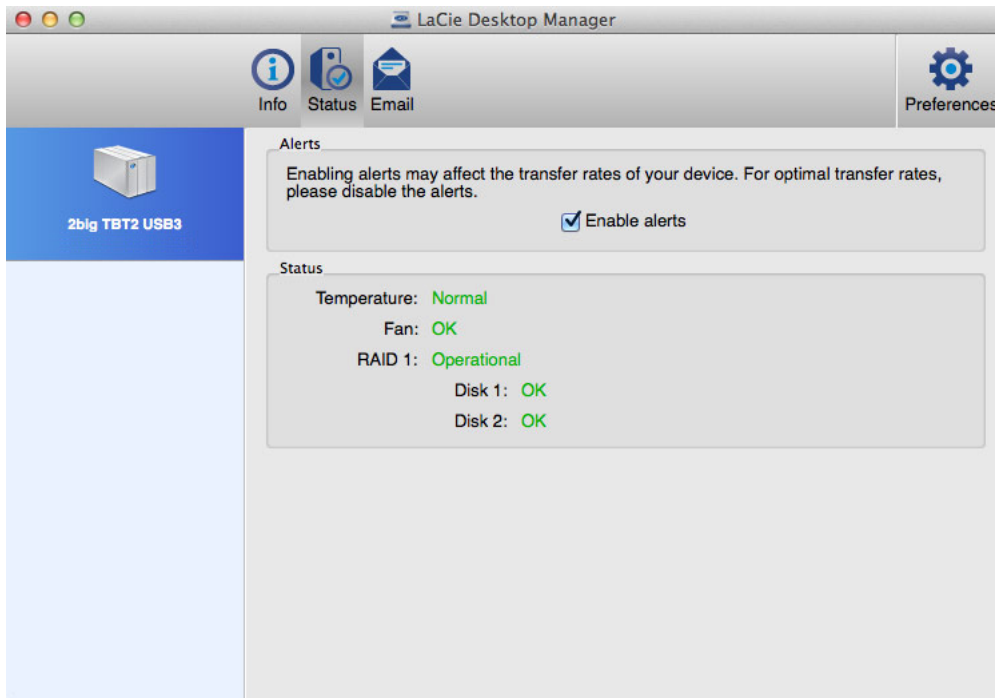 LaCie Desktop Manager
Info Status Email Preferences
2big TBT2 USB3
Alerts
Enabling alerts may affect the transfer rates of your device. For optimal transfer rates,
please disable the alerts.
Enable alerts
Status
Temperature: Normal
Fan: OK
RAID 1: Operational
Disk 1: OK
Disk 2: OK